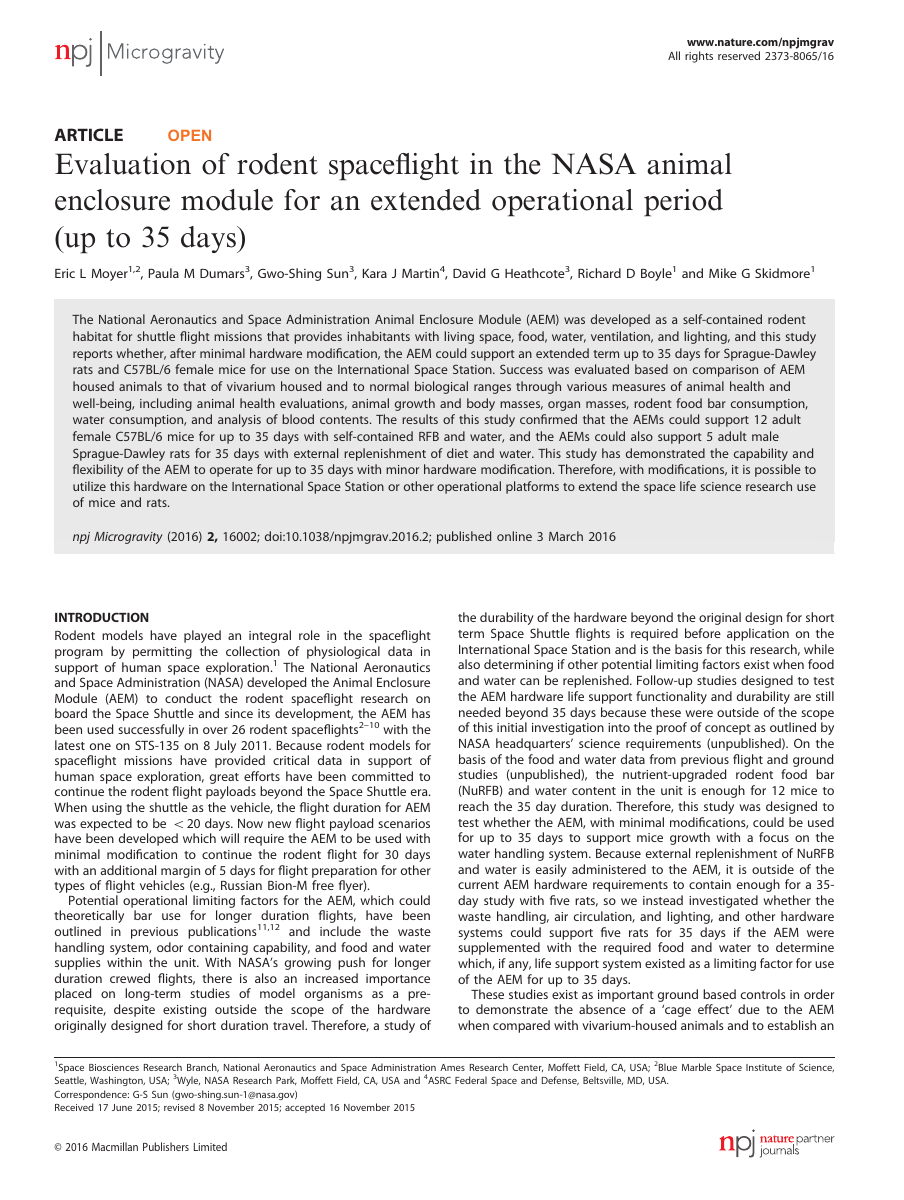 npj | Microgravity
www.nature.com/npjmgrav
All rights reserved 2373-8065/16
ARTICLE OPEN
Evaluation of rodent spaceflight in the NASA animal
enclosure module for an extended operational period
(up to 35 days)
Eric L Moyer1,2, Paula M Dumars3, Gwo-Shing Sun3, Kara J Martin4, David G Heathcote3, Richard D Boyle1 and Mike G Skidmore1
The National Aeronautics and Space Administration Animal Enclosure Module (AEM) was developed as a self-contained rodent
habitat for shuttle flight missions that provides inhabitants with living space, food, water, ventilation, and lighting, and this study
reports whether, after minimal hardware modification, the AEM could support an extended term up to 35 days for Sprague-Dawley
rats and C57BL/6 female mice for use on the International Space Station. Success was evaluated based on comparison of AEM
housed animals to that of vivarium housed and to normal biological ranges through various measures of animal health and
well-being, including animal health evaluations, animal growth and body masses, organ masses, rodent food bar consumption,
water consumption, and analysis of blood contents. The results of this study confirmed that the AEMs could support 12 adult
female C57BL/6 mice for up to 35 days with self-contained RFB and water, and the AEMs could also support 5 adult male
Sprague-Dawley rats for 35 days with external replenishment of diet and water. This study has demonstrated the capability and
flexibility of the AEM to operate for up to 35 days with minor hardware modification. Therefore, with modifications, it is possible to
utilize this hardware on the International Space Station or other operational platforms to extend the space life science research use
of mice and rats.
npj Microgravity (2016) 2, 16002; doi:10.1038/npjmgrav.2016.2; published online 3 March 2016
INTRODUCTION
Rodent models have played an integral role in the spaceflight
program by permitting the collection of physiological data in
support of human space exploration.1 The National Aeronautics
and Space Administration (NASA) developed the Animal Enclosure
Module (AEM) to conduct the rodent spaceflight research on
board the Space Shuttle and since its development, the AEM has
been used successfully in over 26 rodent spaceflights2–10 with the
latest one on STS-135 on 8 July 2011. Because rodent models for
spaceflight missions have provided critical data in support of
human space exploration, great efforts have been committed to
continue the rodent flight payloads beyond the Space Shuttle era.
When using the shuttle as the vehicle, the flight duration for AEM
was expected to be <20 days. Now new flight payload scenarios
have been developed which will require the AEM to be used with
minimal modification to continue the rodent flight for 30 days
with an additional margin of 5 days for flight preparation for other
types of flight vehicles (e.g., Russian Bion-M free flyer).
Potential operational limiting factors for the AEM, which could
theoretically bar use for longer duration flights, have been
outlined in previous publications11,12 and include the waste
handling system, odor containing capability, and food and water
supplies within the unit. With NASA's growing push for longer
duration crewed flights, there is also an increased importance
placed on long-term studies of model organisms as a pre-
requisite, despite existing outside the scope of the hardware
originally designed for short duration travel. Therefore, a study of
the durability of the hardware beyond the original design for short
term Space Shuttle flights is required before application on the
International Space Station and is the basis for this research, while
also determining if other potential limiting factors exist when food
and water can be replenished. Follow-up studies designed to test
the AEM hardware life support functionality and durability are still
needed beyond 35 days because these were outside of the scope
of this initial investigation into the proof of concept as outlined by
NASA headquarters' science requirements (unpublished). On the
basis of the food and water data from previous flight and ground
studies (unpublished), the nutrient-upgraded rodent food bar
(NuRFB) and water content in the unit is enough for 12 mice to
reach the 35 day duration. Therefore, this study was designed to
test whether the AEM, with minimal modifications, could be used
for up to 35 days to support mice growth with a focus on the
water handling system. Because external replenishment of NuRFB
and water is easily administered to the AEM, it is outside of the
current AEM hardware requirements to contain enough for a 35-
day study with five rats, so we instead investigated whether the
waste handling, air circulation, and lighting, and other hardware
systems could support five rats for 35 days if the AEM were
supplemented with the required food and water to determine
which, if any, life support system existed as a limiting factor for use
of the AEM for up to 35 days.
These studies exist as important ground based controls in order
to demonstrate the absence of a 'cage effect' due to the AEM
when compared with vivarium-housed animals and to establish an
1Space Biosciences Research Branch, National Aeronautics and Space Administration Ames Research Center, Moffett Field, CA, USA; 2Blue Marble Space Institute of Science,
Seattle, Washington, USA; 3Wyle, NASA Research Park, Moffett Field, CA, USA and 4ASRC Federal Space and Defense, Beltsville, MD, USA.
Correspondence: G-S Sun (gwo-shing.sun-1@nasa.gov)
Received 17 June 2015; revised 8 November 2015; accepted 16 November 2015
© 2016 Macmillan Publishers Limited
npj nature partner
journals